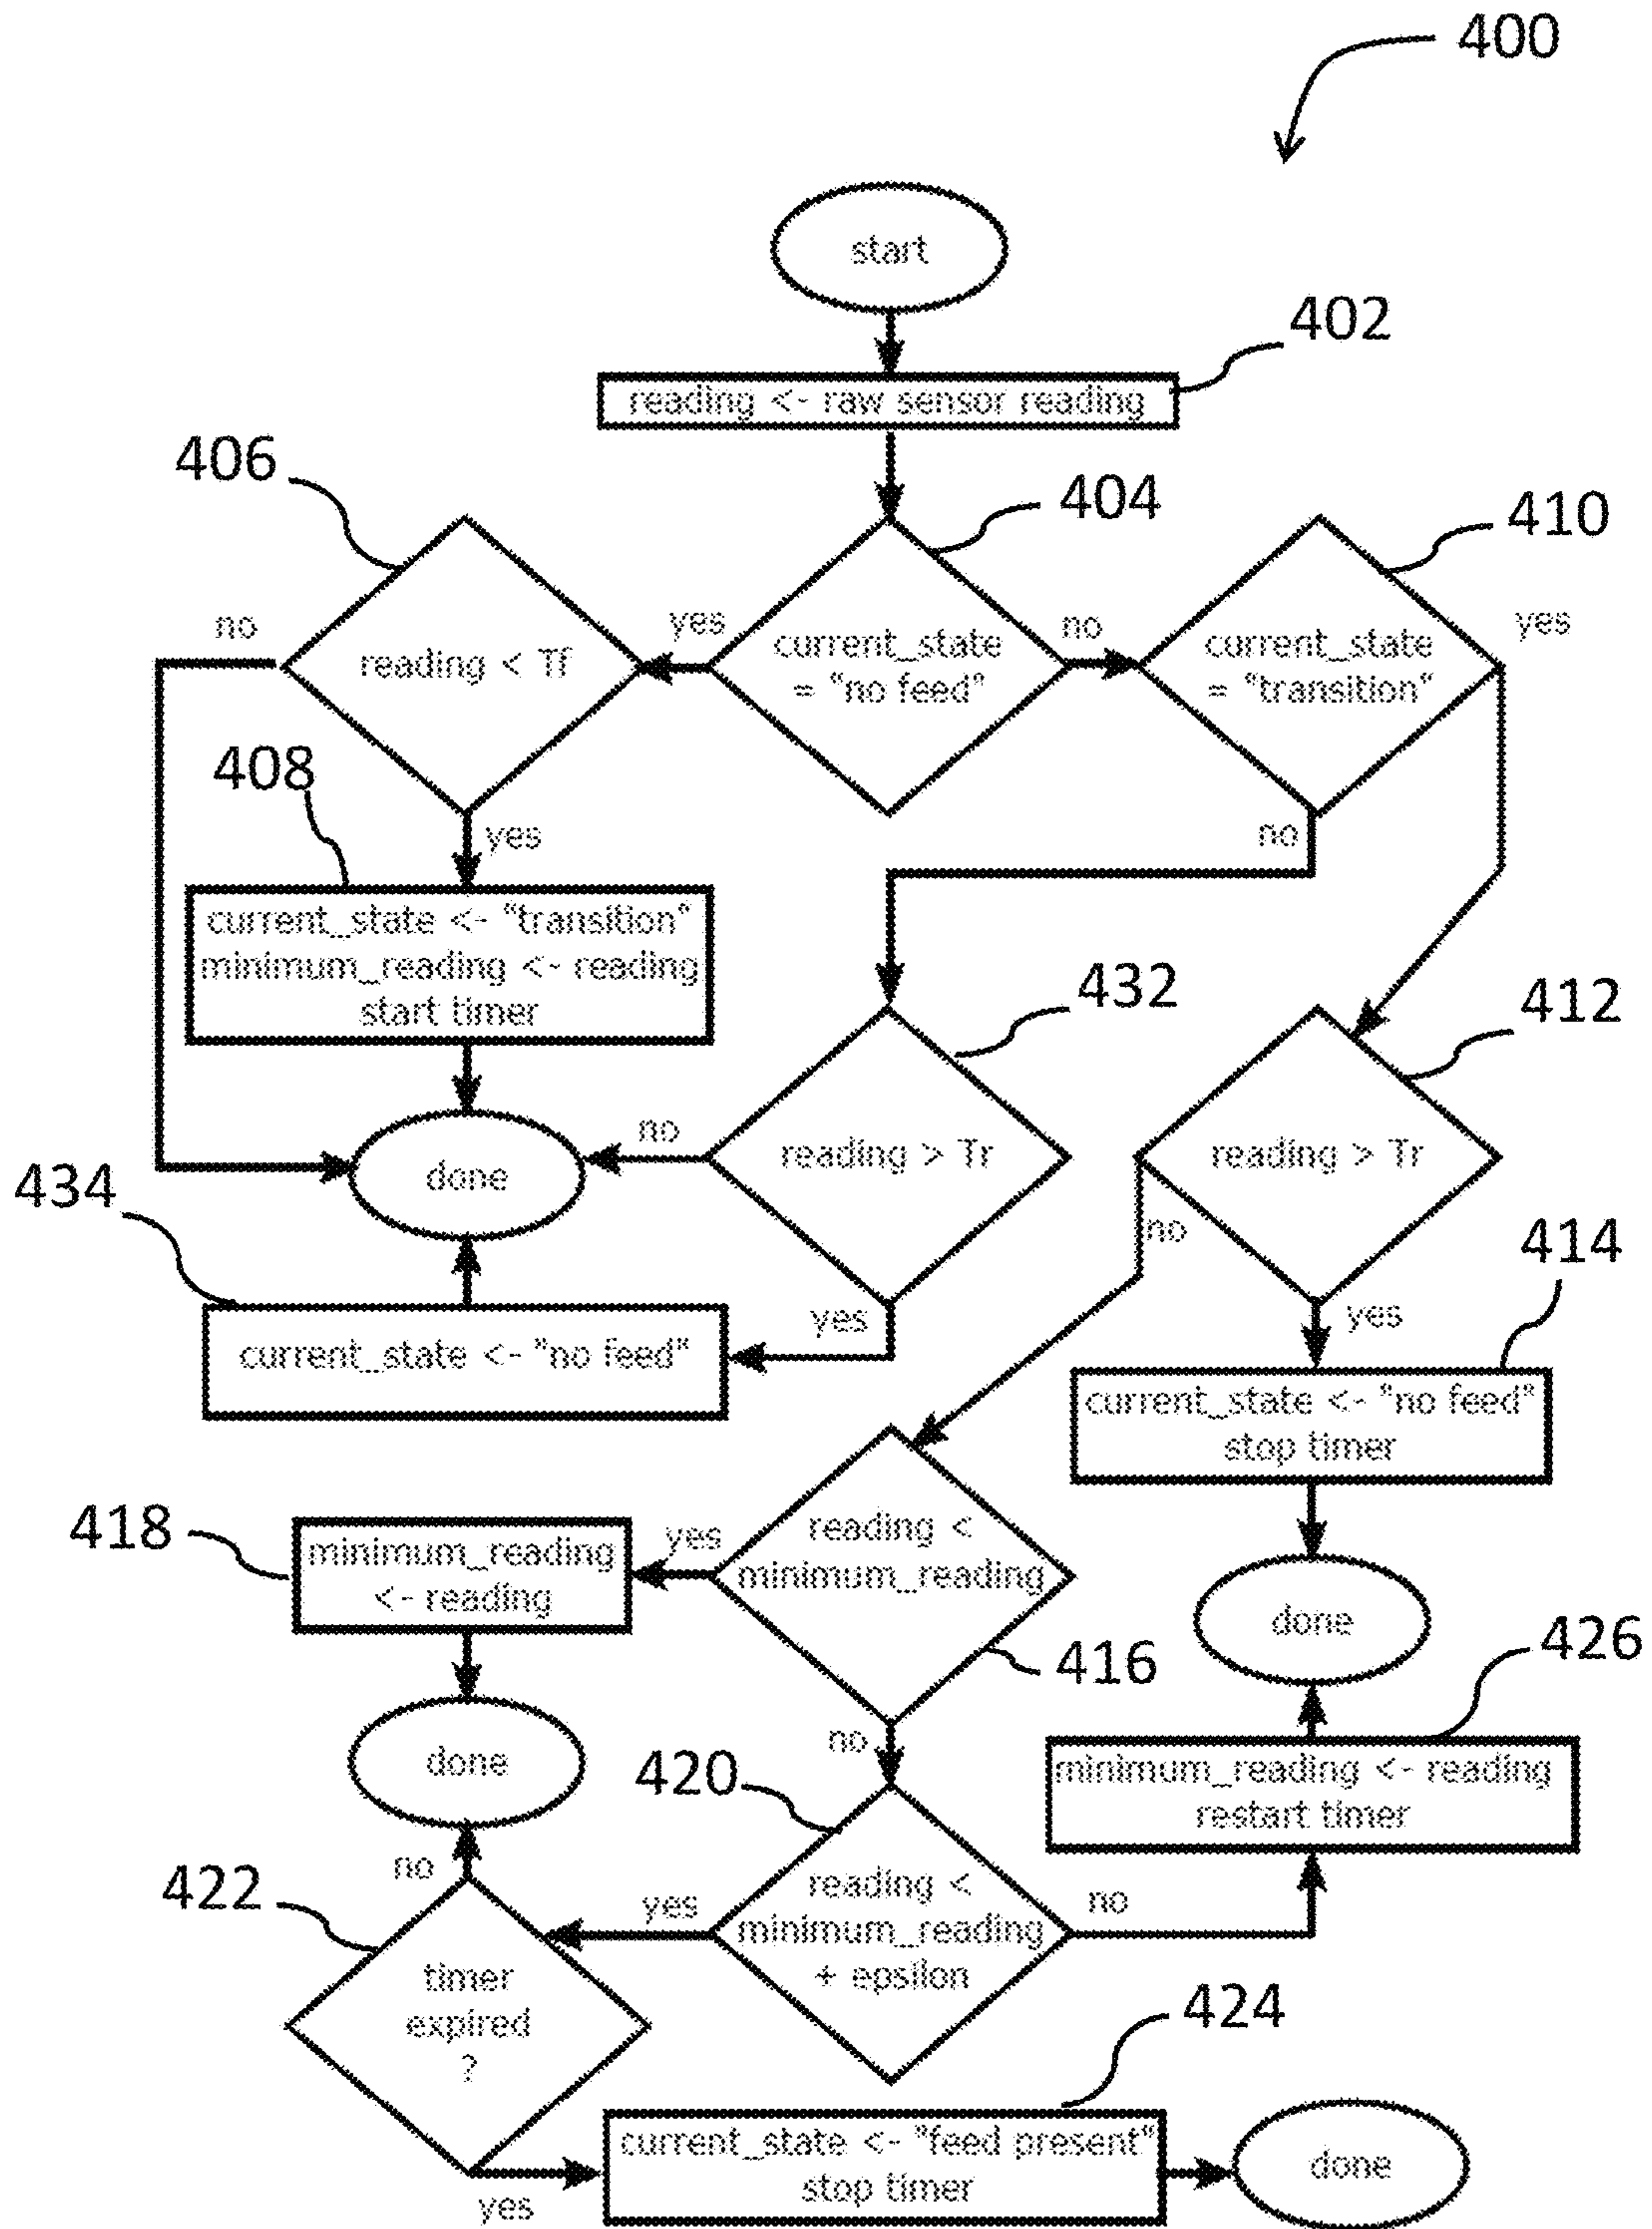 400
start
402
reading <- raw sensor reading
406
404
410
no
yes
no
yes
reading < Tf
current_state
= "no feed"
current_state
= "transition"
408
yes
no
current_state <- "transition"
minimum_reading <- reading
start timer
432
412
no
done
reading > Tr
reading > Tr
434
no
414
yes
yes
current_state <- "no feed"
current_state <- "no feed"
stop timer
418
minimum_reading
<- reading
yes
reading <
minimum_reading
done
416
426
no
done
420
minimum_reading <- reading
restart timer
422
no
yes
reading <
minimum_reading
+ epsilon
no
timer
expired
?
424
yes
current_state <- "feed present"
stop timer
done